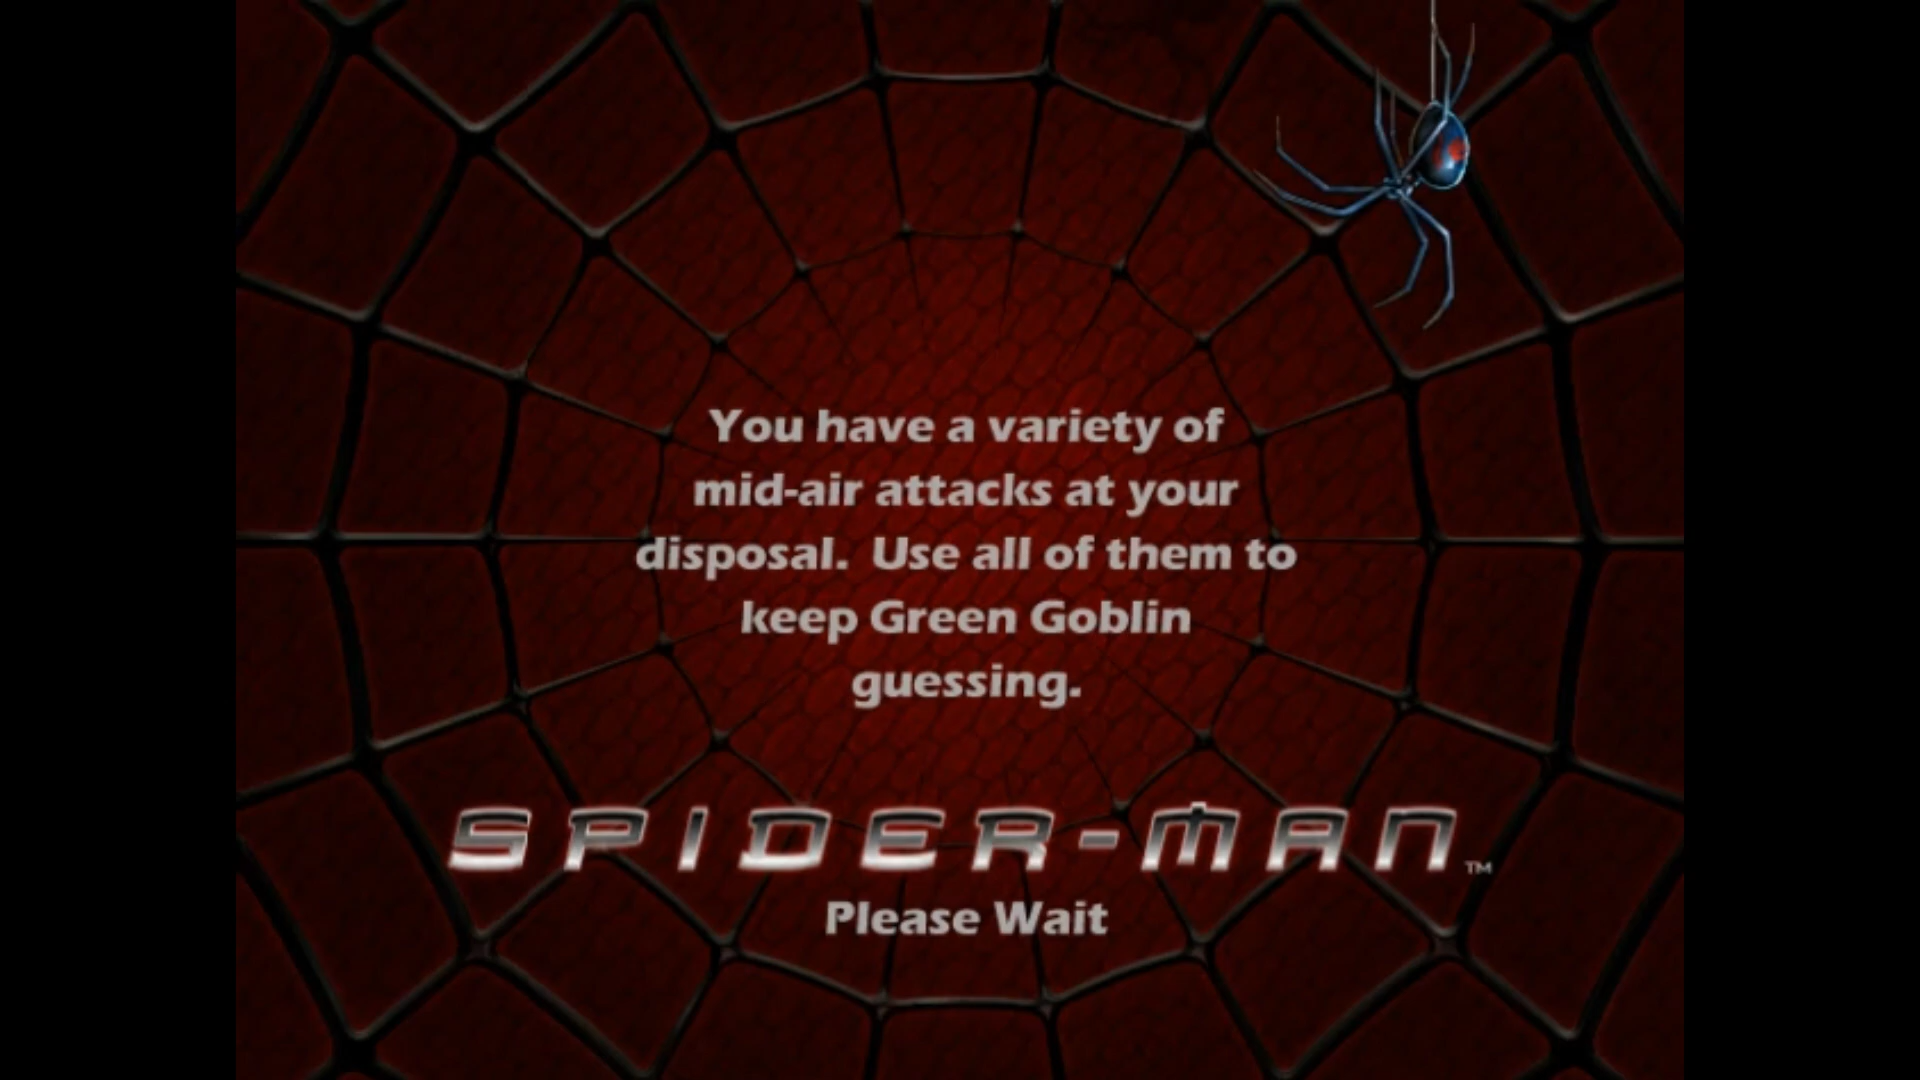 You have a variety of
mid-air attacks at your
disposal.  Use all of them to
keep Green Goblin
guessing.
SPIDER-MAN™
Please Wait